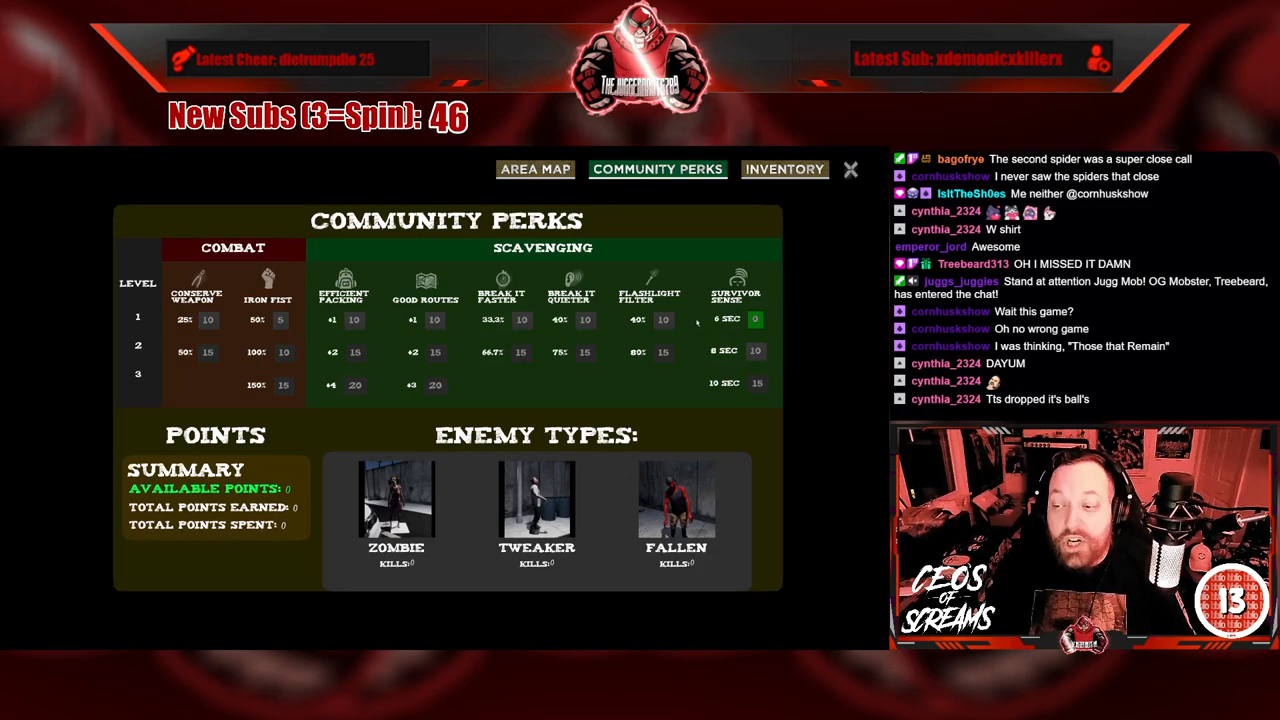 Latest Cheer: dietrumpdie 25
THEJUGGERNAUTS789
Latest Sub: xdemonicxkillerx
New Subs (3=Spin): 46
AREA MAP
COMMUNITY PERKS
INVENTORY
COMMUNITY PERKS
COMBAT
SCAVENGING
LEVEL
CONSERVE WEAPON
IRON FIST
EFFICIENT PACKING
GOOD ROUTES
BREAK IT FASTER
BREAK IT QUIETER
FLASHLIGHT FILTER
SURVIVOR SENSE
1 25% 10 50% 5 +1 10 +1 10 33.3% 10 40% 10 40% 10 6 SEC 0
2 50% 15 100% 10 +2 15 +2 15 66.7% 15 75% 15 80% 15 8 SEC 10
3 150% 15 +4 20 +3 20 10 SEC 15
POINTS
SUMMARY
AVAILABLE POINTS: 0
TOTAL POINTS EARNED: 0
TOTAL POINTS SPENT: 0
ENEMY TYPES:
ZOMBIE
KILLS:0
TWEAKER
KILLS:0
FALLEN
KILLS:0
bagofrye The second spider was a super close call
cornhuskshow I never saw the spiders that close
IsItTheSh0es Me neither @cornhuskshow
cynthia_2324
cynthia_2324 W shirt
emperor_jord Awesome
Treebeard313 OH I MISSED IT DAMN
juggs_juggies Stand at attention Jugg Mob! OG Mobster, Treebeard,
has entered the chat!
cornhuskshow Wait this game?
cornhuskshow Oh no wrong game
cornhuskshow I was thinking, "Those that Remain"
cynthia_2324 DAYUM
cynthia_2324
cynthia_2324 Tts dropped it's ball's
CEOS
OF
SCREAMS
13